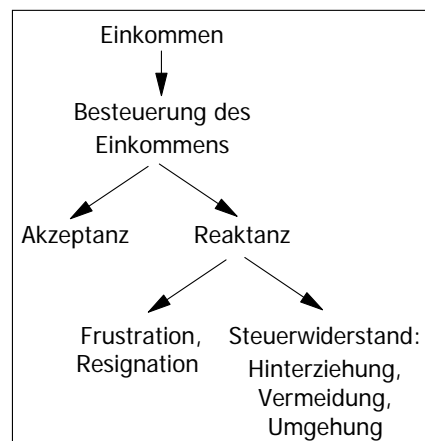 Einkommen
Besteuerung des
Einkommens
Akzeptanz
Reaktanz
Frustration,
Resignation
Steuerwiderstand:
Hinterziehung,
Vermeidung,
Umgehung